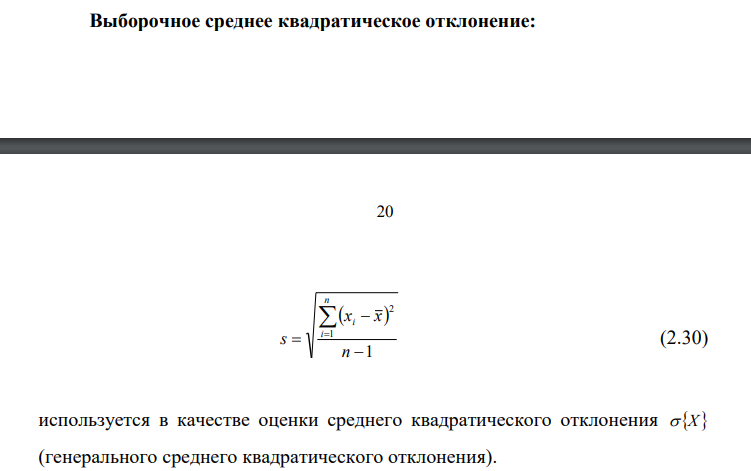 Выборочное среднее квадратическое отклонение:
20
s = √(∑_{i=1}^{n}(x_i − x̄)² / (n − 1)) (2.30)
используется в качестве оценки среднего квадратического отклонения σ{X}
(генерального среднего квадратического отклонения).